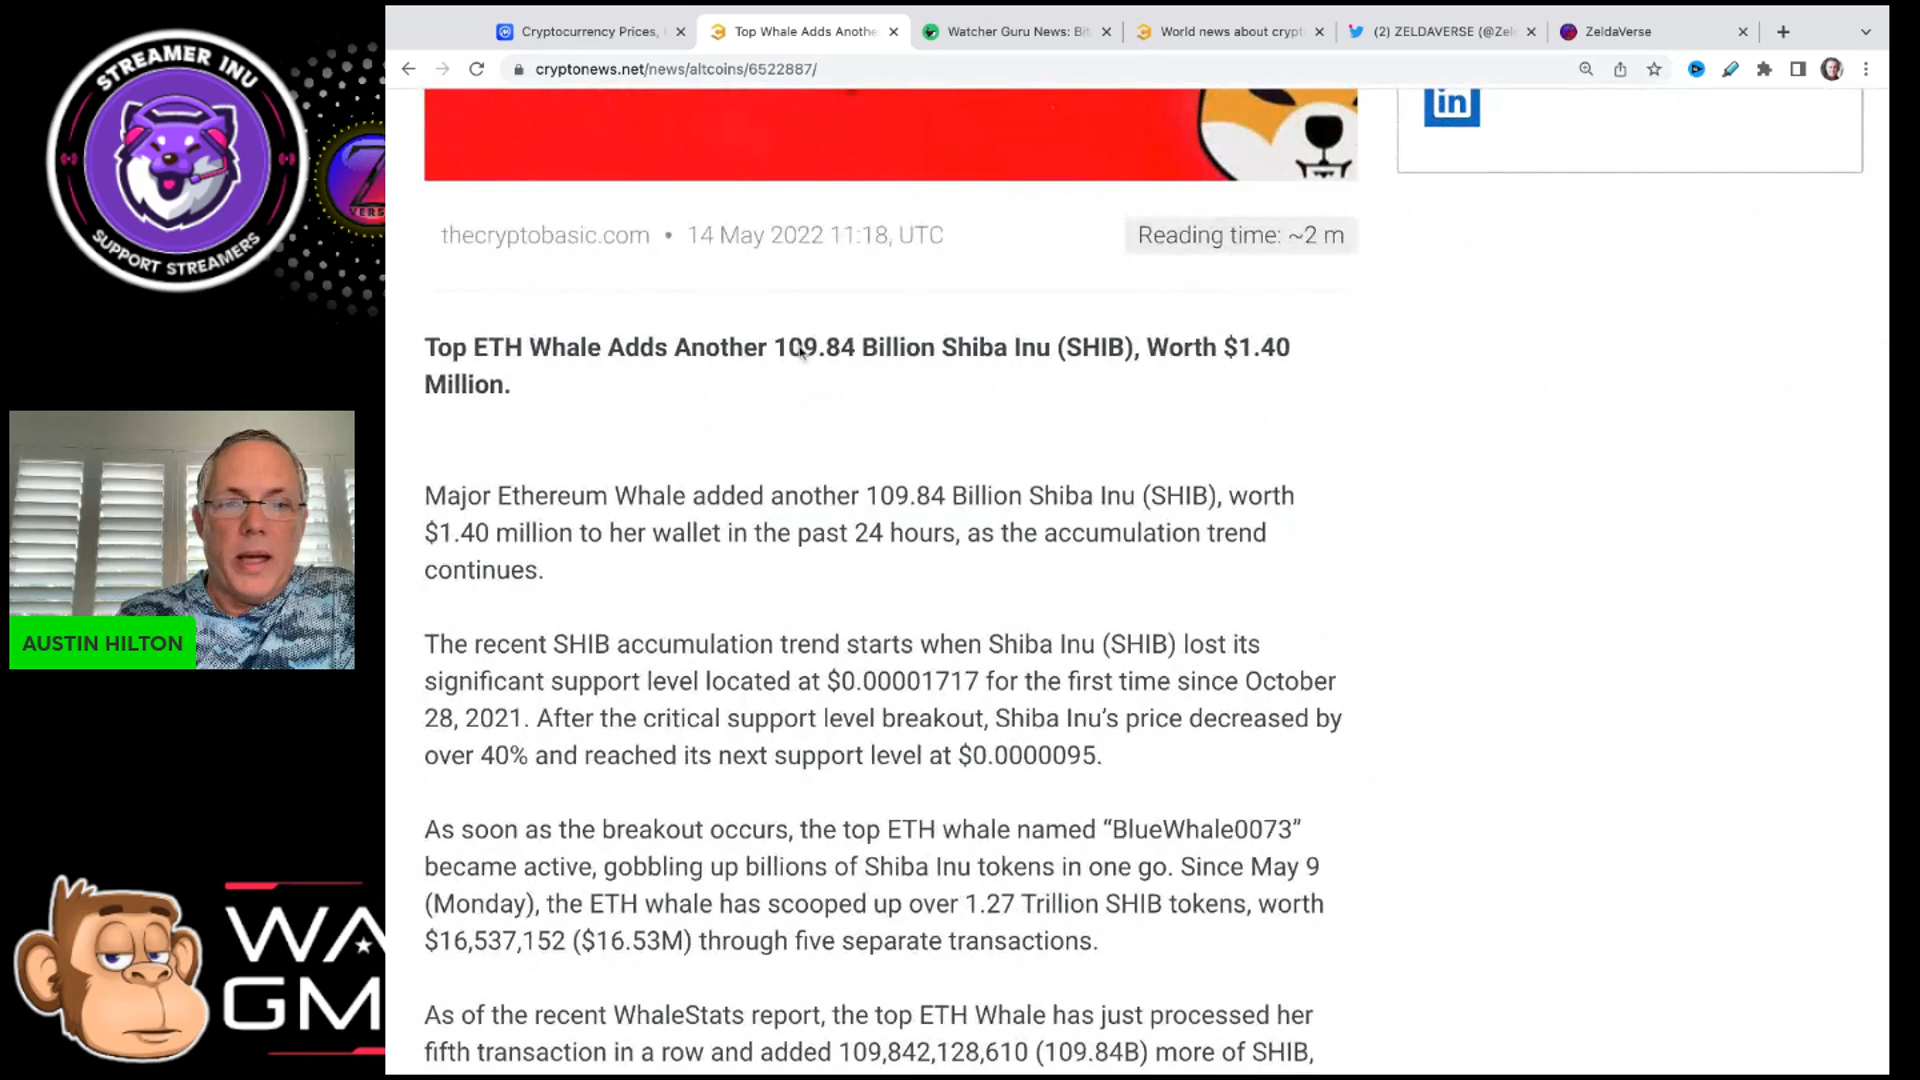 STREAMER INU
SUPPORT STREAMERS
Z
VERS
AUSTIN HILTON
WA
GM
Cryptocurrency Prices,
Top Whale Adds Anothe
Watcher Guru News: Bit
World news about crypt
(2) ZELDAVERSE (@Zel
ZeldaVerse
cryptonews.net/news/altcoins/6522887/
in
thecryptobasic.com • 14 May 2022 11:18, UTC
Reading time: ~2 m
Top ETH Whale Adds Another 109.84 Billion Shiba Inu (SHIB), Worth $1.40
Million.
Major Ethereum Whale added another 109.84 Billion Shiba Inu (SHIB), worth
$1.40 million to her wallet in the past 24 hours, as the accumulation trend
continues.
The recent SHIB accumulation trend starts when Shiba Inu (SHIB) lost its
significant support level located at $0.00001717 for the first time since October
28, 2021. After the critical support level breakout, Shiba Inu’s price decreased by
over 40% and reached its next support level at $0.0000095.
As soon as the breakout occurs, the top ETH whale named “BlueWhale0073”
became active, gobbling up billions of Shiba Inu tokens in one go. Since May 9
(Monday), the ETH whale has scooped up over 1.27 Trillion SHIB tokens, worth
$16,537,152 ($16.53M) through five separate transactions.
As of the recent WhaleStats report, the top ETH Whale has just processed her
fifth transaction in a row and added 109,842,128,610 (109.84B) more of SHIB,